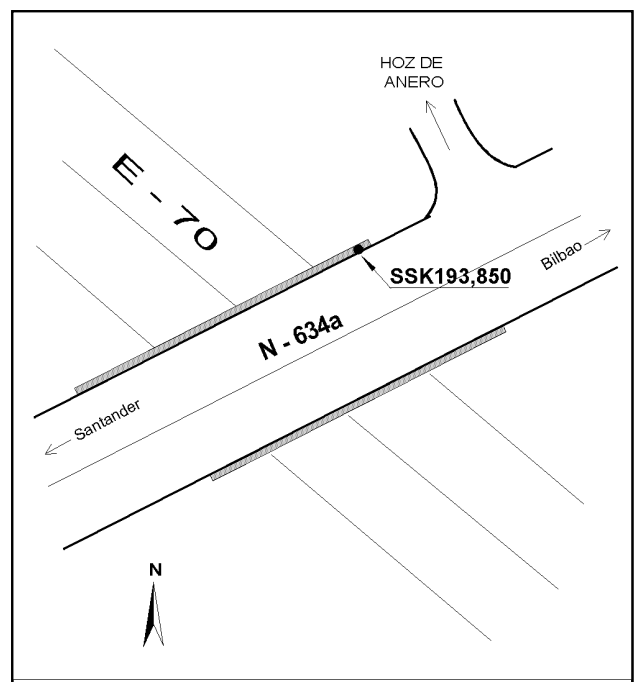 HOZ DE
ANERO
E - 70
SSK193,850
Bilbao
N - 634a
Santander
N